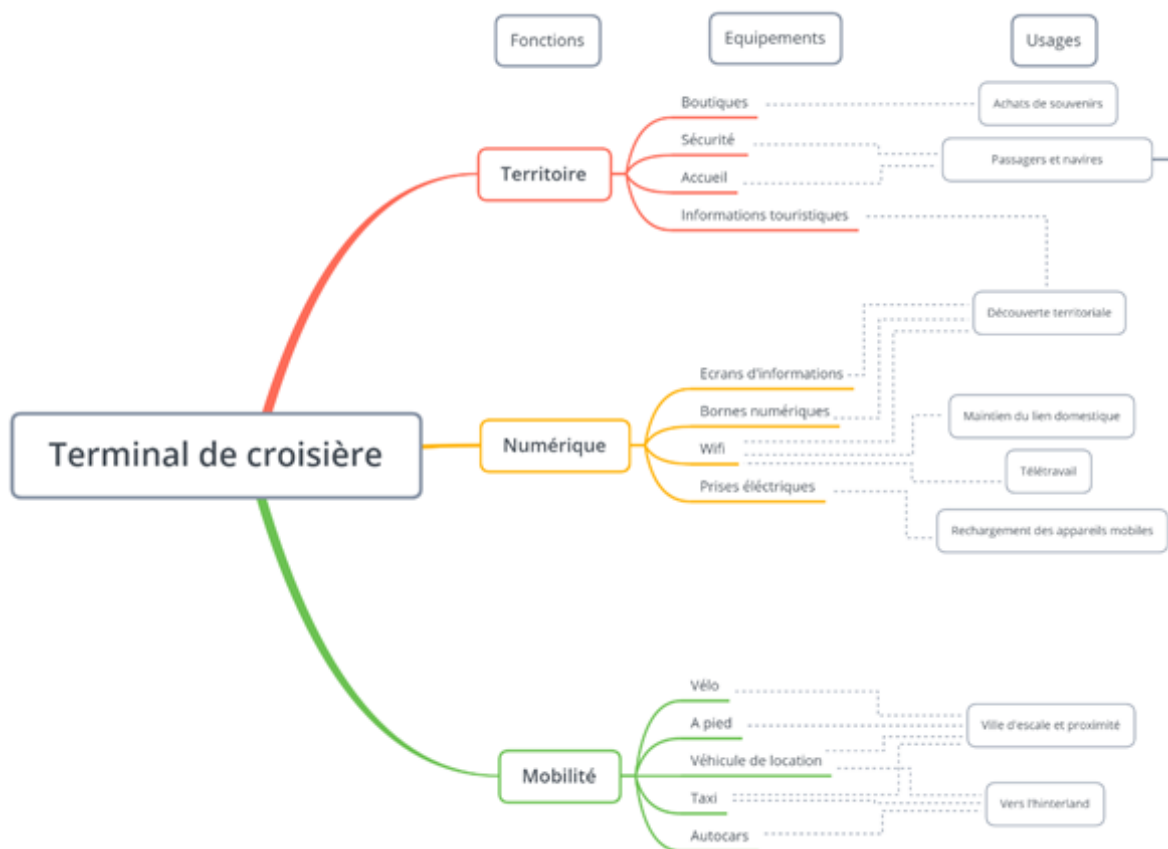 Fonctions
Equipements
Usages
Boutiques
Achats de souvenirs
Sécurité
Passagers et navires
Territoire
Accueil
Informations touristiques
Découverte territoriale
Ecrans d'informations
Bornes numériques
Maintien du lien domestique
Terminal de croisière
Numérique
Wifi
Télétravail
Prises éléctriques
Rechargement des appareils mobiles
Vélo
A pied
Ville d'escale et proximité
Véhicule de location
Mobilité
Taxi
Vers l'hinterland
Autocars